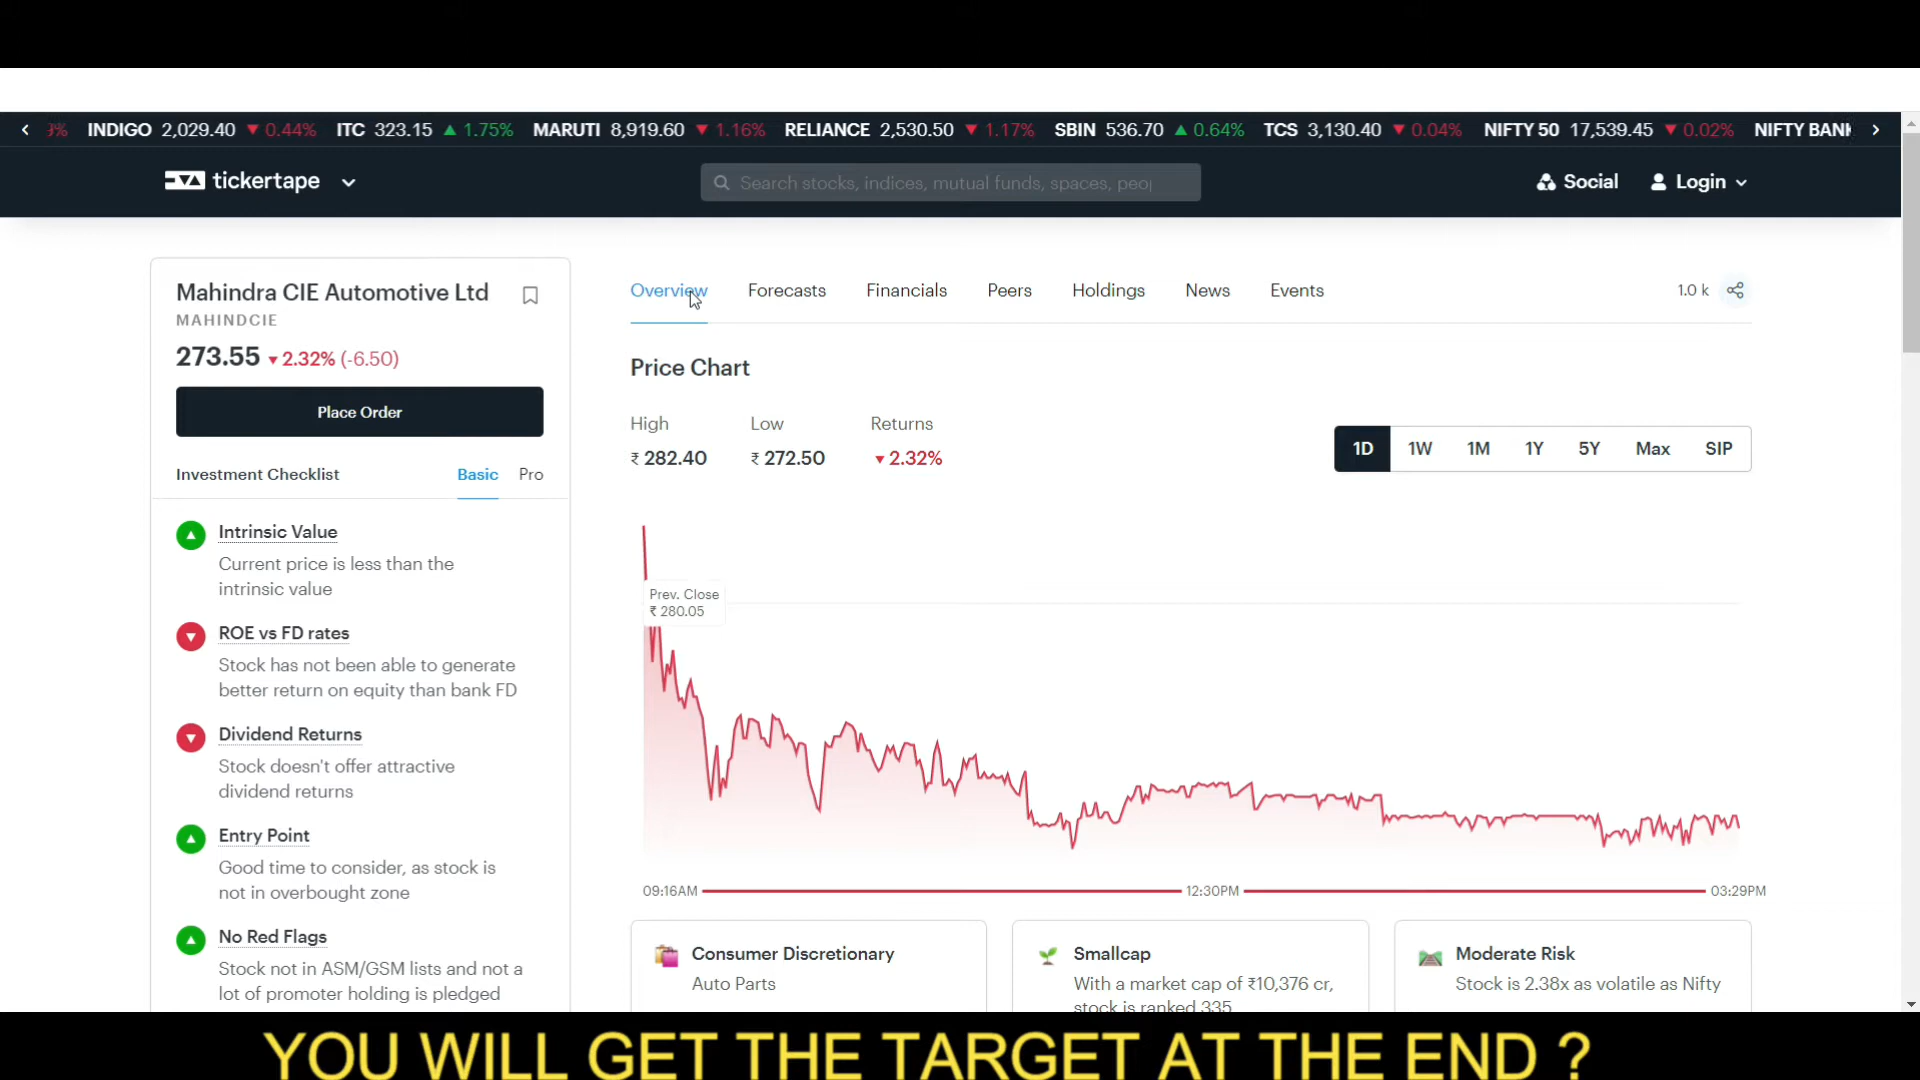 INDIGO 2,029.40 ▼ 0.44% ITC 323.15 ▲ 1.75% MARUTI 8,919.60 ▼ 1.16% RELIANCE 2,530.50 ▼ 1.17% SBIN 536.70 ▲ 0.64% TCS 3,130.40 ▼ 0.04% NIFTY 50 17,539.45 ▼ 0.02% NIFTY BANK
tickertape
Search stocks, indices, mutual funds, spaces,
Social
Login
Mahindra CIE Automotive Ltd
MAHINDCIE
273.55 ▼ 2.32% (-6.50)
Place Order
Investment Checklist Basic Pro
Intrinsic Value
Current price is less than the
intrinsic value
ROE vs FD rates
Stock has not been able to generate
better return on equity than bank FD
Dividend Returns
Stock doesn't offer attractive
dividend returns
Entry Point
Good time to consider, as stock is
not in overbought zone
No Red Flags
Stock not in ASM/GSM lists and not a
lot of promoter holding is pledged
Overview Forecasts Financials Peers Holdings News Events 1.0 k
Price Chart
High Low Returns
₹ 282.40 ₹ 272.50 ▼ 2.32%
1D 1W 1M 1Y 5Y Max SIP
Prev. Close
₹ 280.05
09:16AM 12:30PM 03:29PM
Consumer Discretionary
Auto Parts
Smallcap
With a market cap of ₹10,376 cr,
stock is ranked 335
Moderate Risk
Stock is 2.38x as volatile as Nifty
YOU WILL GET THE TARGET AT THE END ?